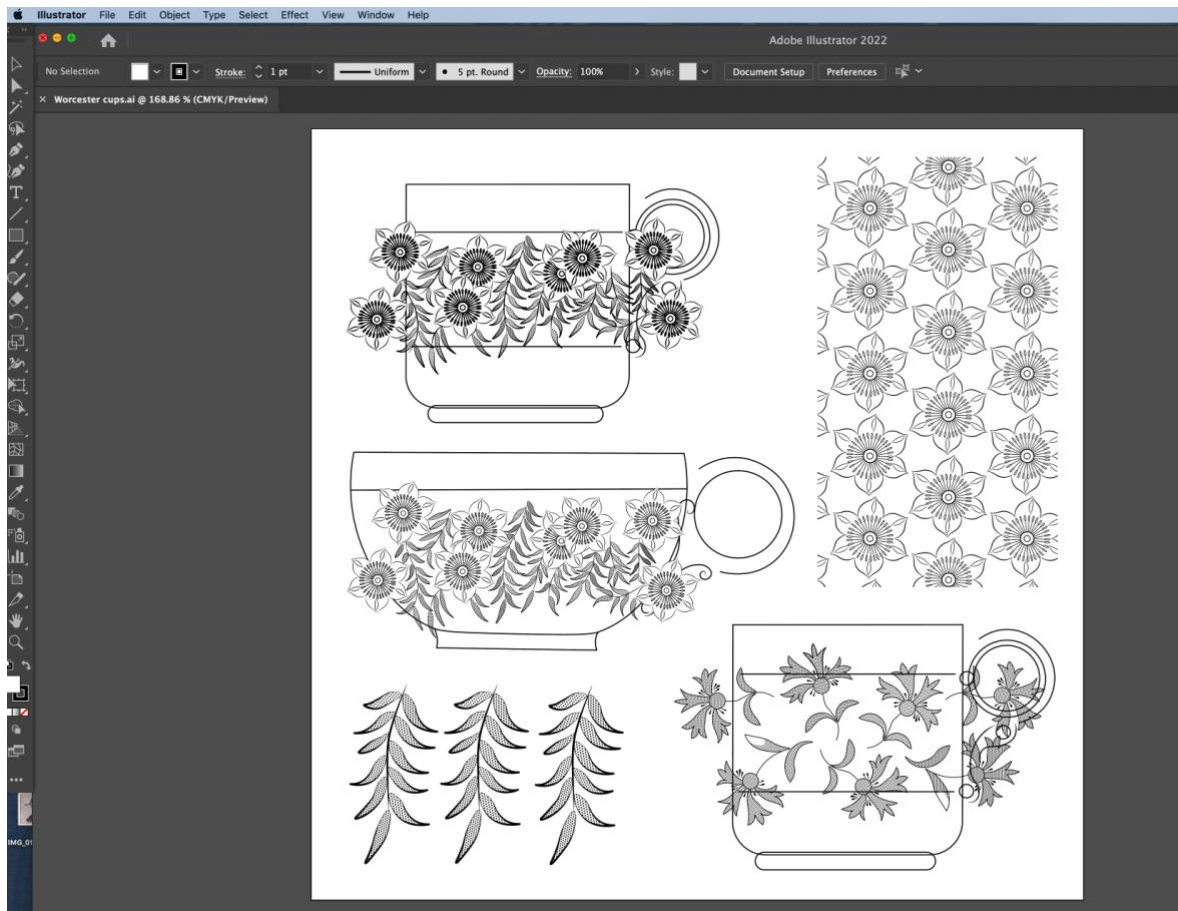 Illustrator File Edit Object Type Select Effect View Window Help
Adobe Illustrator 2022
No Selection Stroke: 1 pt Uniform 5 pt. Round Opacity: 100% Style: Document Setup Preferences
× Worcester cups.ai @ 168.86 % (CMYK/Preview)
IMG_01